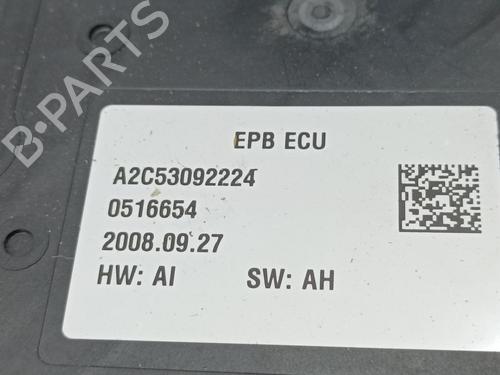 B-PARTS
EPB ECU
A2C53092224
0516654
2008.09.27
HW: AI SW: AH